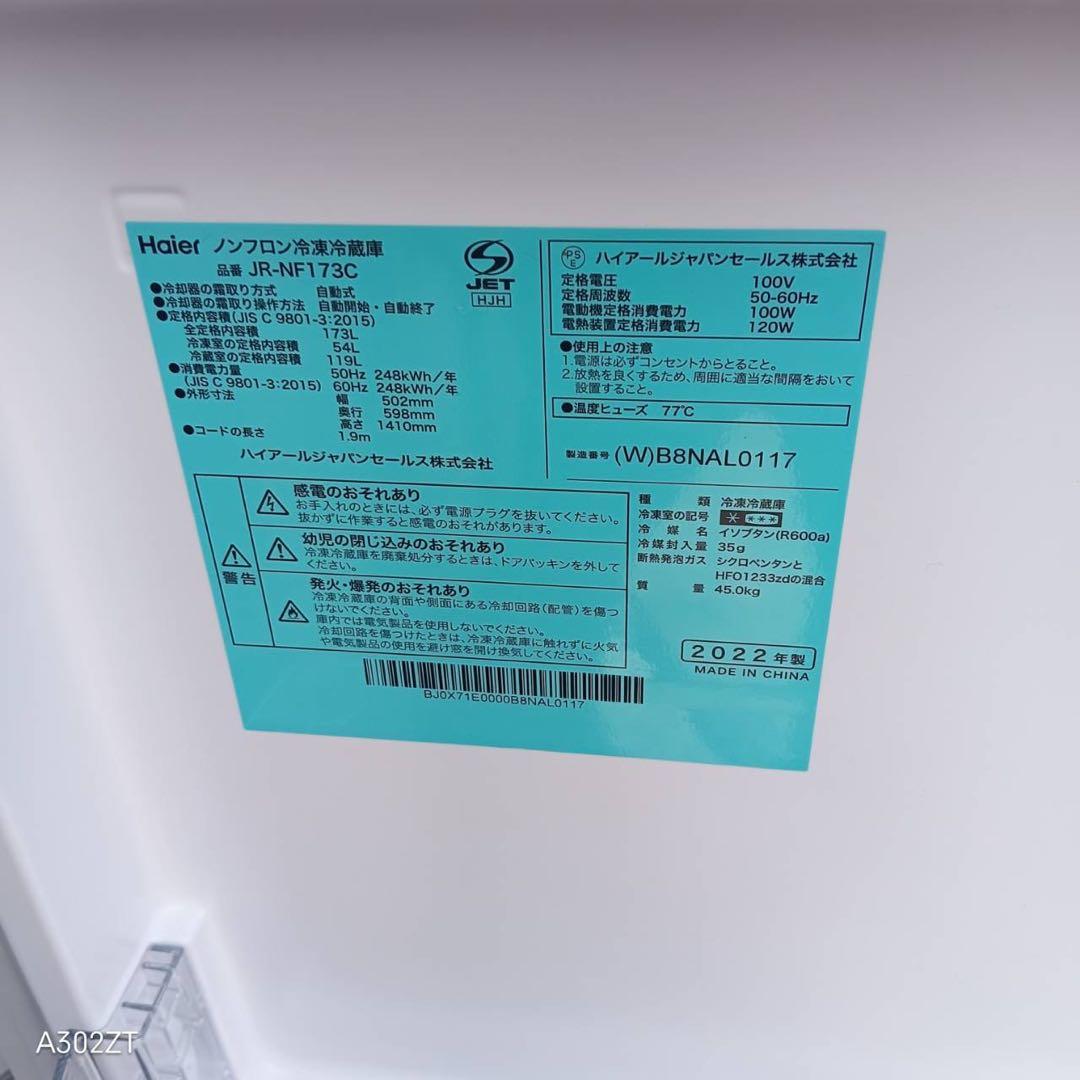 Haier ノンフロン冷凍冷蔵庫
品番 JR-NF173C
●冷却器の霜取り方式 自動式
●冷却器の霜取り操作方法 自動開始・自動終了
●定格内容積(JIS C 9801-3:2015)
全定格内容積 173L
冷凍室の定格内容積 54L
冷蔵室の定格内容積 119L
●消費電力量 50Hz 248kWh/年
(JIS C 9801-3:2015) 60Hz 248kWh/年
●外形寸法 幅 502mm
奥行 598mm
高さ 1410mm
●コードの長さ 1.9m
ハイアールジャパンセールス株式会社
JET
HJH
PS
E
ハイアールジャパンセールス株式会社
定格電圧 100V
定格周波数 50-60Hz
電動機定格消費電力 100W
電熱装置定格消費電力 120W
●使用上の注意
1.電源は必ずコンセントからとること。
2.放熱を良くするため、周囲に適当な間隔をおいて
設置すること。
●温度ヒューズ 77℃
製造番号 (W)B8NAL0117
警告
感電のおそれあり
お手入れのときには、必ず電源プラグを抜いてください。
抜かずに作業すると感電のおそれがあります。
幼児の閉じ込みのおそれあり
冷凍冷蔵庫を廃棄処分するときは、ドアパッキンを外して
ください。
発火・爆発のおそれあり
冷凍冷蔵庫の背面や側面にある冷却回路(配管)を傷つ
けないでください。
庫内では電気製品を使用しないでください。
冷却回路を傷つけたときは、冷凍冷蔵庫に触れずに火気
や電気製品の使用を避け窓を開け換気してください。
種類 冷凍冷蔵庫
冷凍室の記号 * ***
冷媒名 イソブタン(R600a)
冷媒封入量 35g
断熱発泡ガス シクロペンタンと
HFO1233zdの混合
質量 45.0kg
2022年製
MADE IN CHINA
BJ0X71E0000B8NAL0117
A302ZT